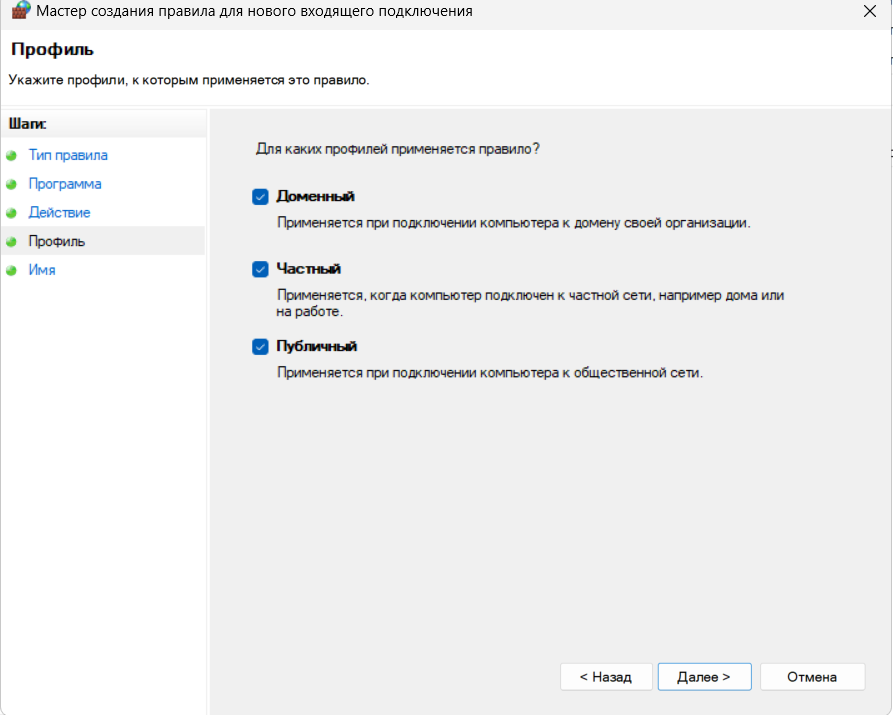 Мастер создания правила для нового входящего подключения
Профиль
Укажите профили, к которым применяется это правило.
Шаги:
Тип правила
Программа
Действие
Профиль
Имя
Для каких профилей применяется правило?
Доменный
Применяется при подключении компьютера к домену своей организации.
Частный
Применяется, когда компьютер подключен к частной сети, например дома или
на работе.
Публичный
Применяется при подключении компьютера к общественной сети.
< Назад
Далее >
Отмена